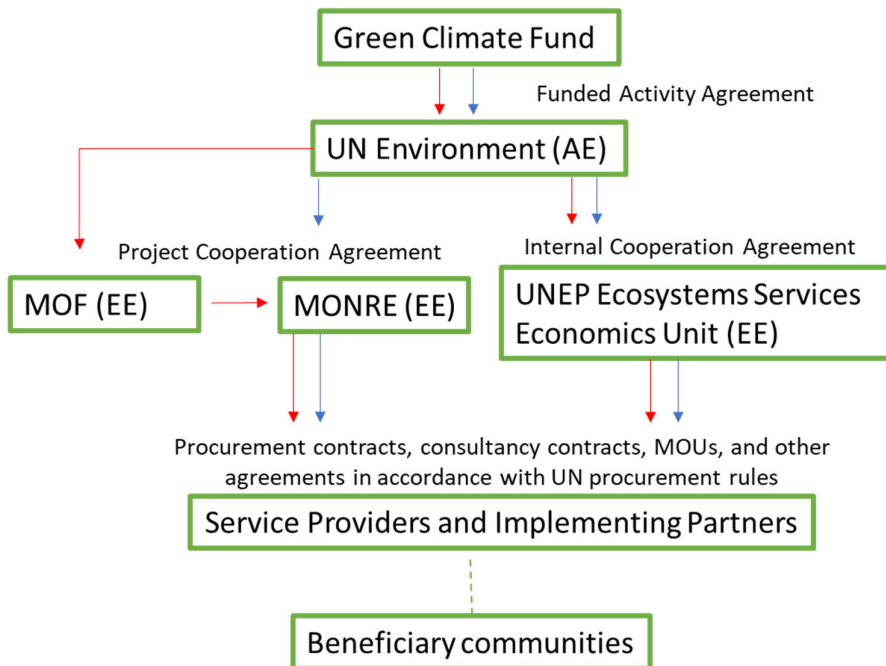 Green Climate Fund
Funded Activity Agreement
UN Environment (AE)
Project Cooperation Agreement
Internal Cooperation Agreement
MOF (EE)
MONRE (EE)
UNEP Ecosystems Services
Economics Unit (EE)
Procurement contracts, consultancy contracts, MOUs, and other
agreements in accordance with UN procurement rules
Service Providers and Implementing Partners
Beneficiary communities